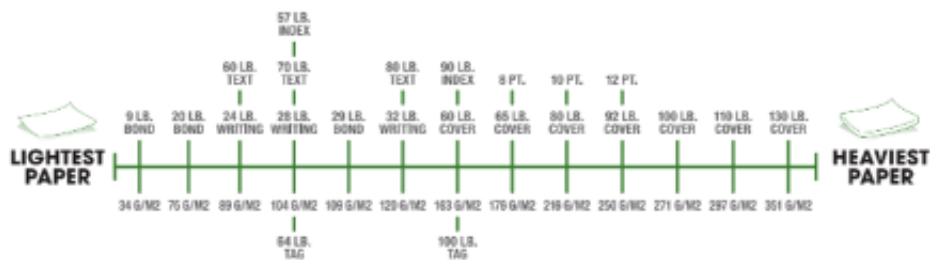 57 LB.
INDEX
60 LB.
TEXT
70 LB.
TEXT
80 LB.
TEXT
90 LB.
INDEX
8 PT.
10 PT.
12 PT.
9 LB.
BOND
20 LB.
BOND
24 LB.
WRITTING
28 LB.
WRITTING
29 LB.
BOND
32 LB.
WRITTING
60 LB.
COVER
65 LB.
COVER
80 LB.
COVER
92 LB.
COVER
100 LB.
COVER
110 LB.
COVER
130 LB.
COVER
LIGHTEST
PAPER
HEAVIEST
PAPER
34 G/M2
75 G/M2
89 G/M2
104 G/M2
109 G/M2
120 G/M2
163 G/M2
176 G/M2
216 G/M2
250 G/M2
271 G/M2
297 G/M2
351 G/M2
64 LB.
TAG
100 LB.
TAG